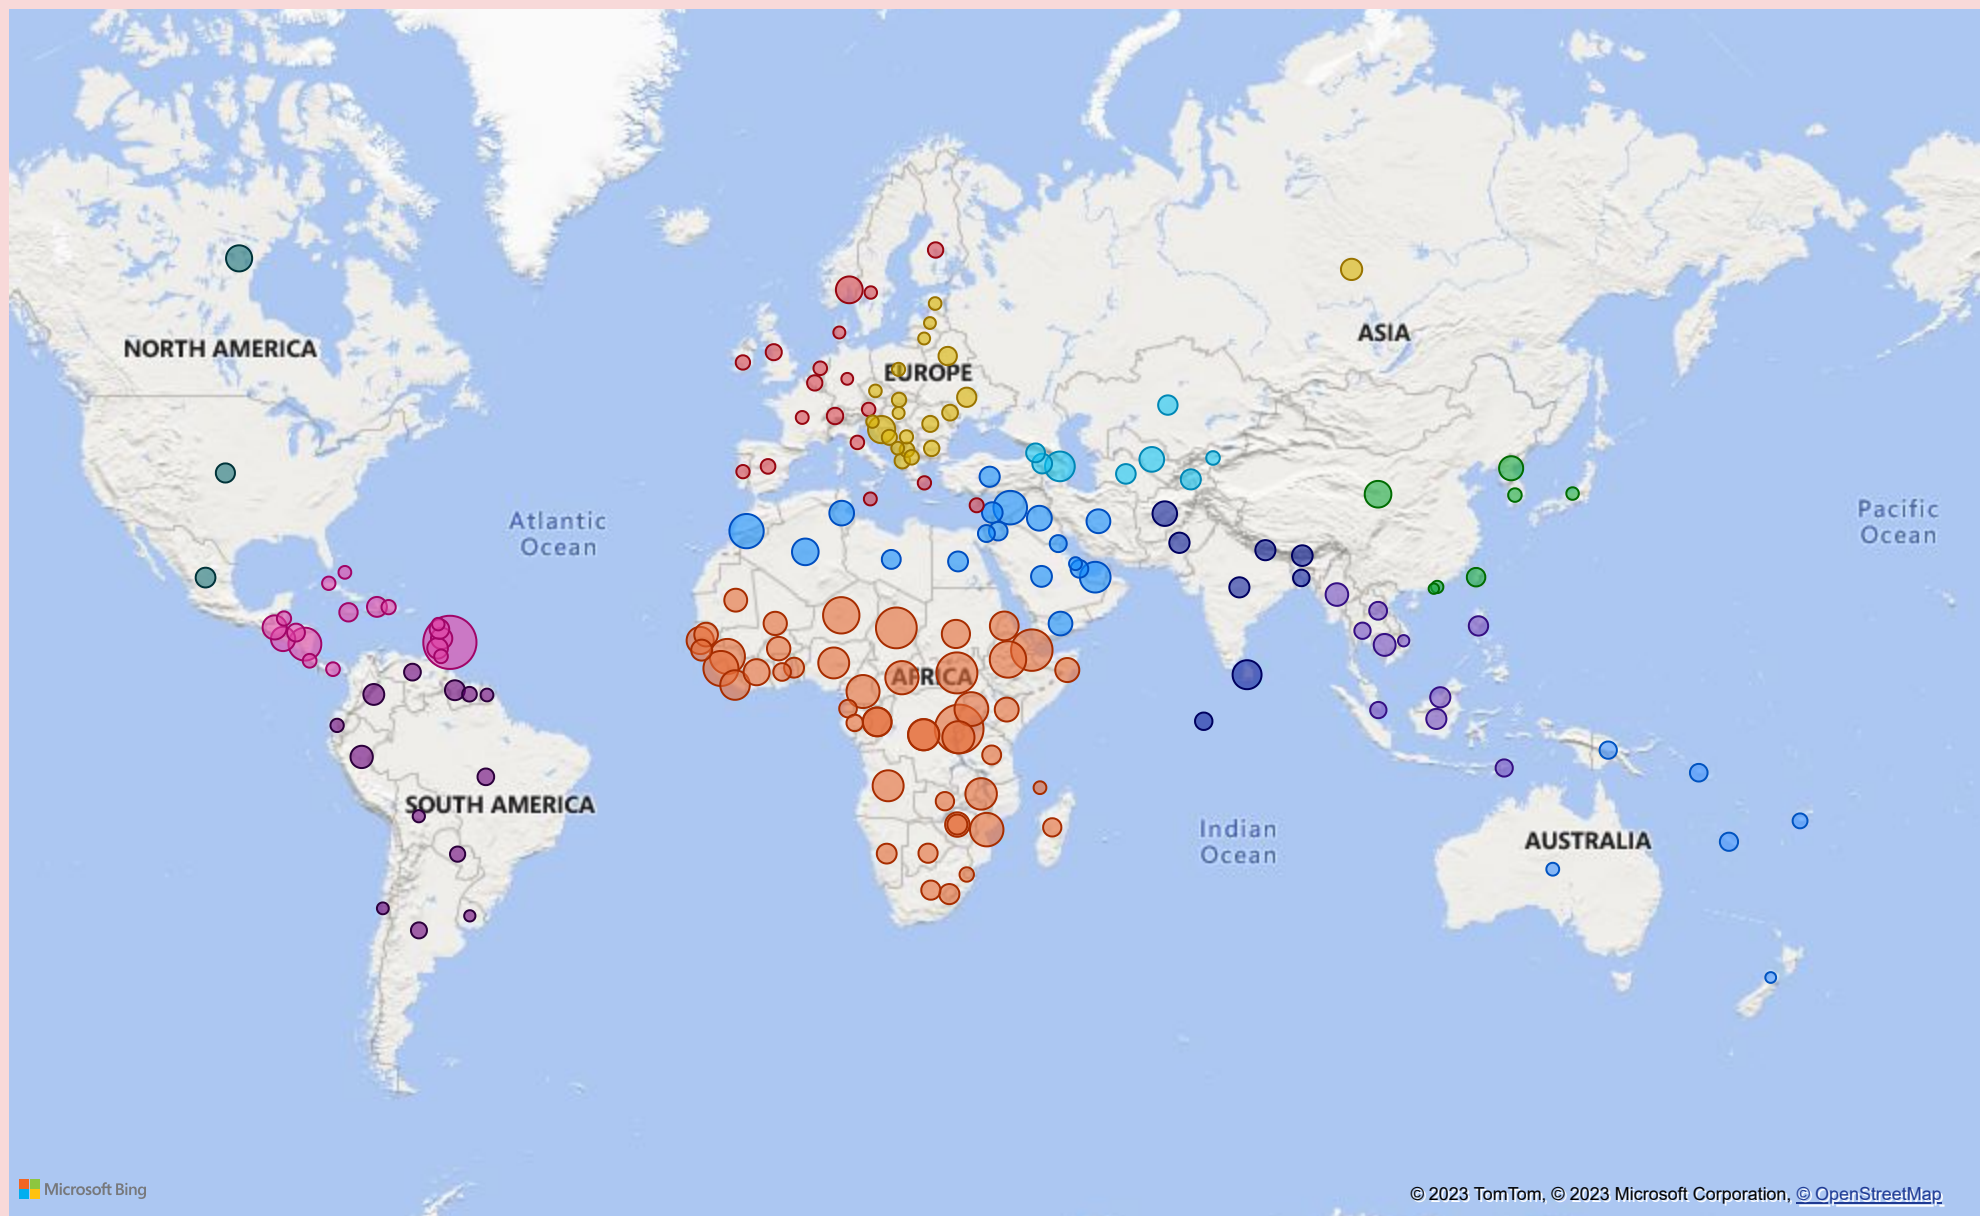 NORTH AMERICA
EUROPE
ASIA
Atlantic
Ocean
Pacific
Ocean
AFRICA
SOUTH AMERICA
Indian
Ocean
AUSTRALIA
Microsoft Bing
© 2023 TomTom, © 2023 Microsoft Corporation, © OpenStreetMap